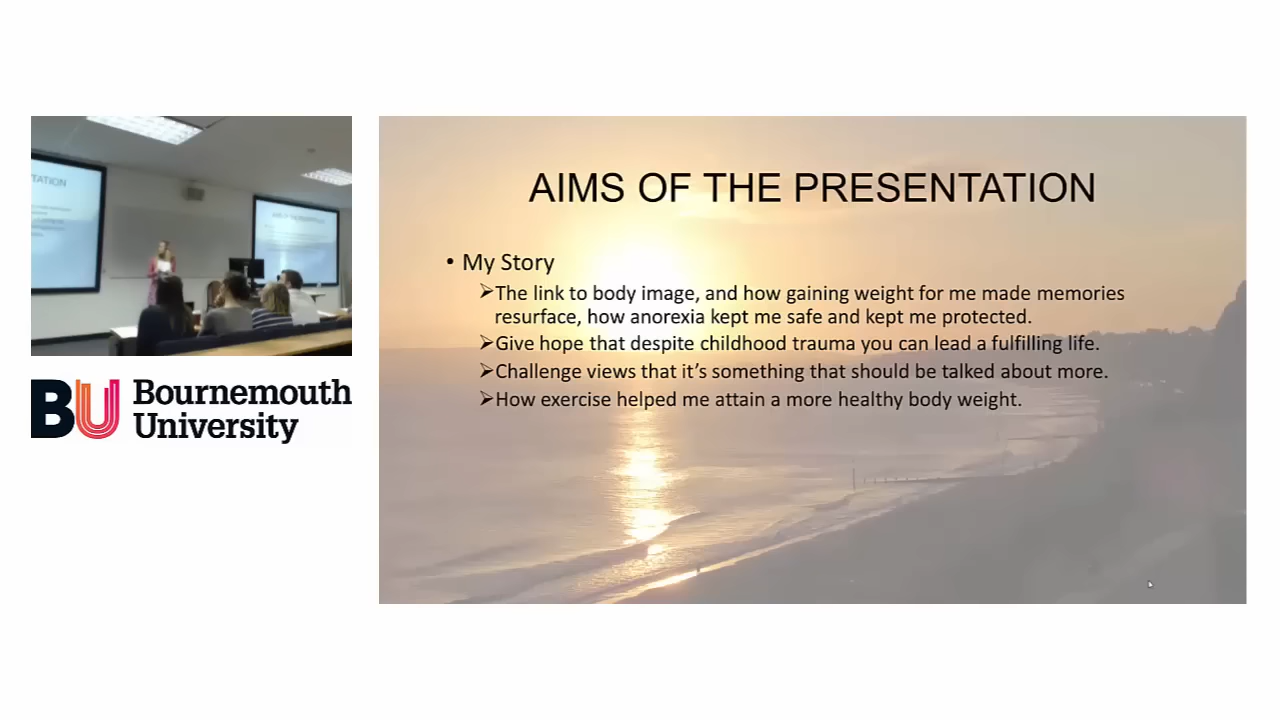 TATION
BU Bournemouth
University
AIMS OF THE PRESENTATION
• My Story
➢The link to body image, and how gaining weight for me made memories
resurface, how anorexia kept me safe and kept me protected.
➢Give hope that despite childhood trauma you can lead a fulfilling life.
➢Challenge views that it's something that should be talked about more.
➢How exercise helped me attain a more healthy body weight.